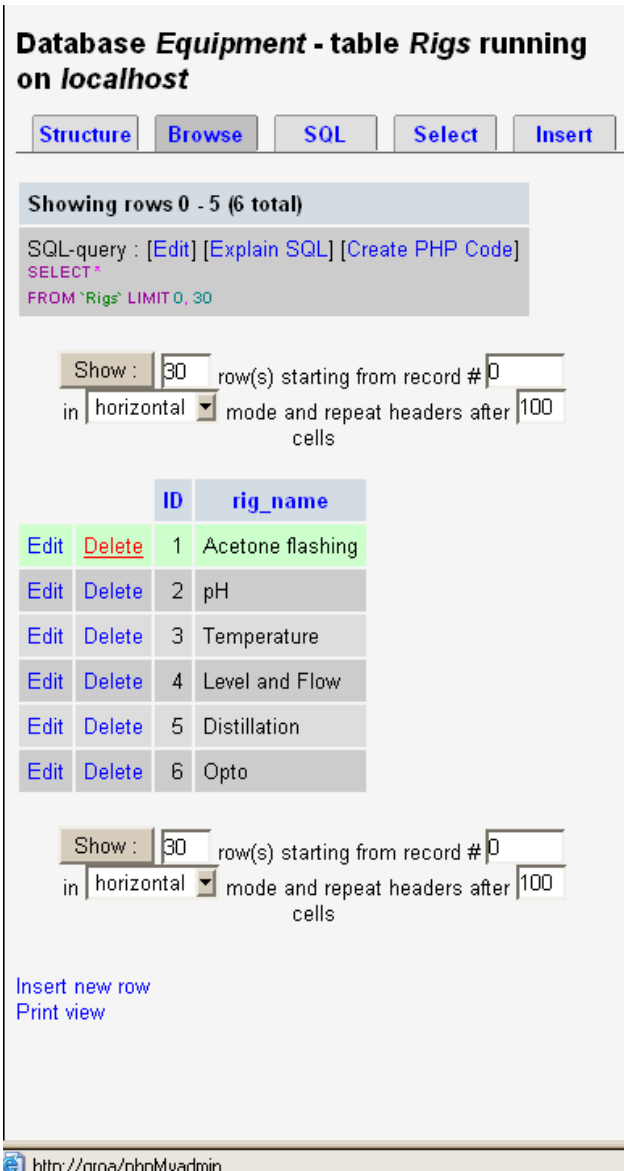 Database Equipment - table Rigs running
on localhost
Structure Browse SQL Select Insert
Showing rows 0 - 5 (6 total)
SQL-query : [Edit] [Explain SQL] [Create PHP Code]
SELECT *
FROM `Rigs` LIMIT 0, 30
Show : 30 row(s) starting from record # 0
in horizontal mode and repeat headers after 100
cells
ID rig_name
Edit Delete 1 Acetone flashing
Edit Delete 2 pH
Edit Delete 3 Temperature
Edit Delete 4 Level and Flow
Edit Delete 5 Distillation
Edit Delete 6 Opto
Show : 30 row(s) starting from record # 0
in horizontal mode and repeat headers after 100
cells
Insert new row
Print view